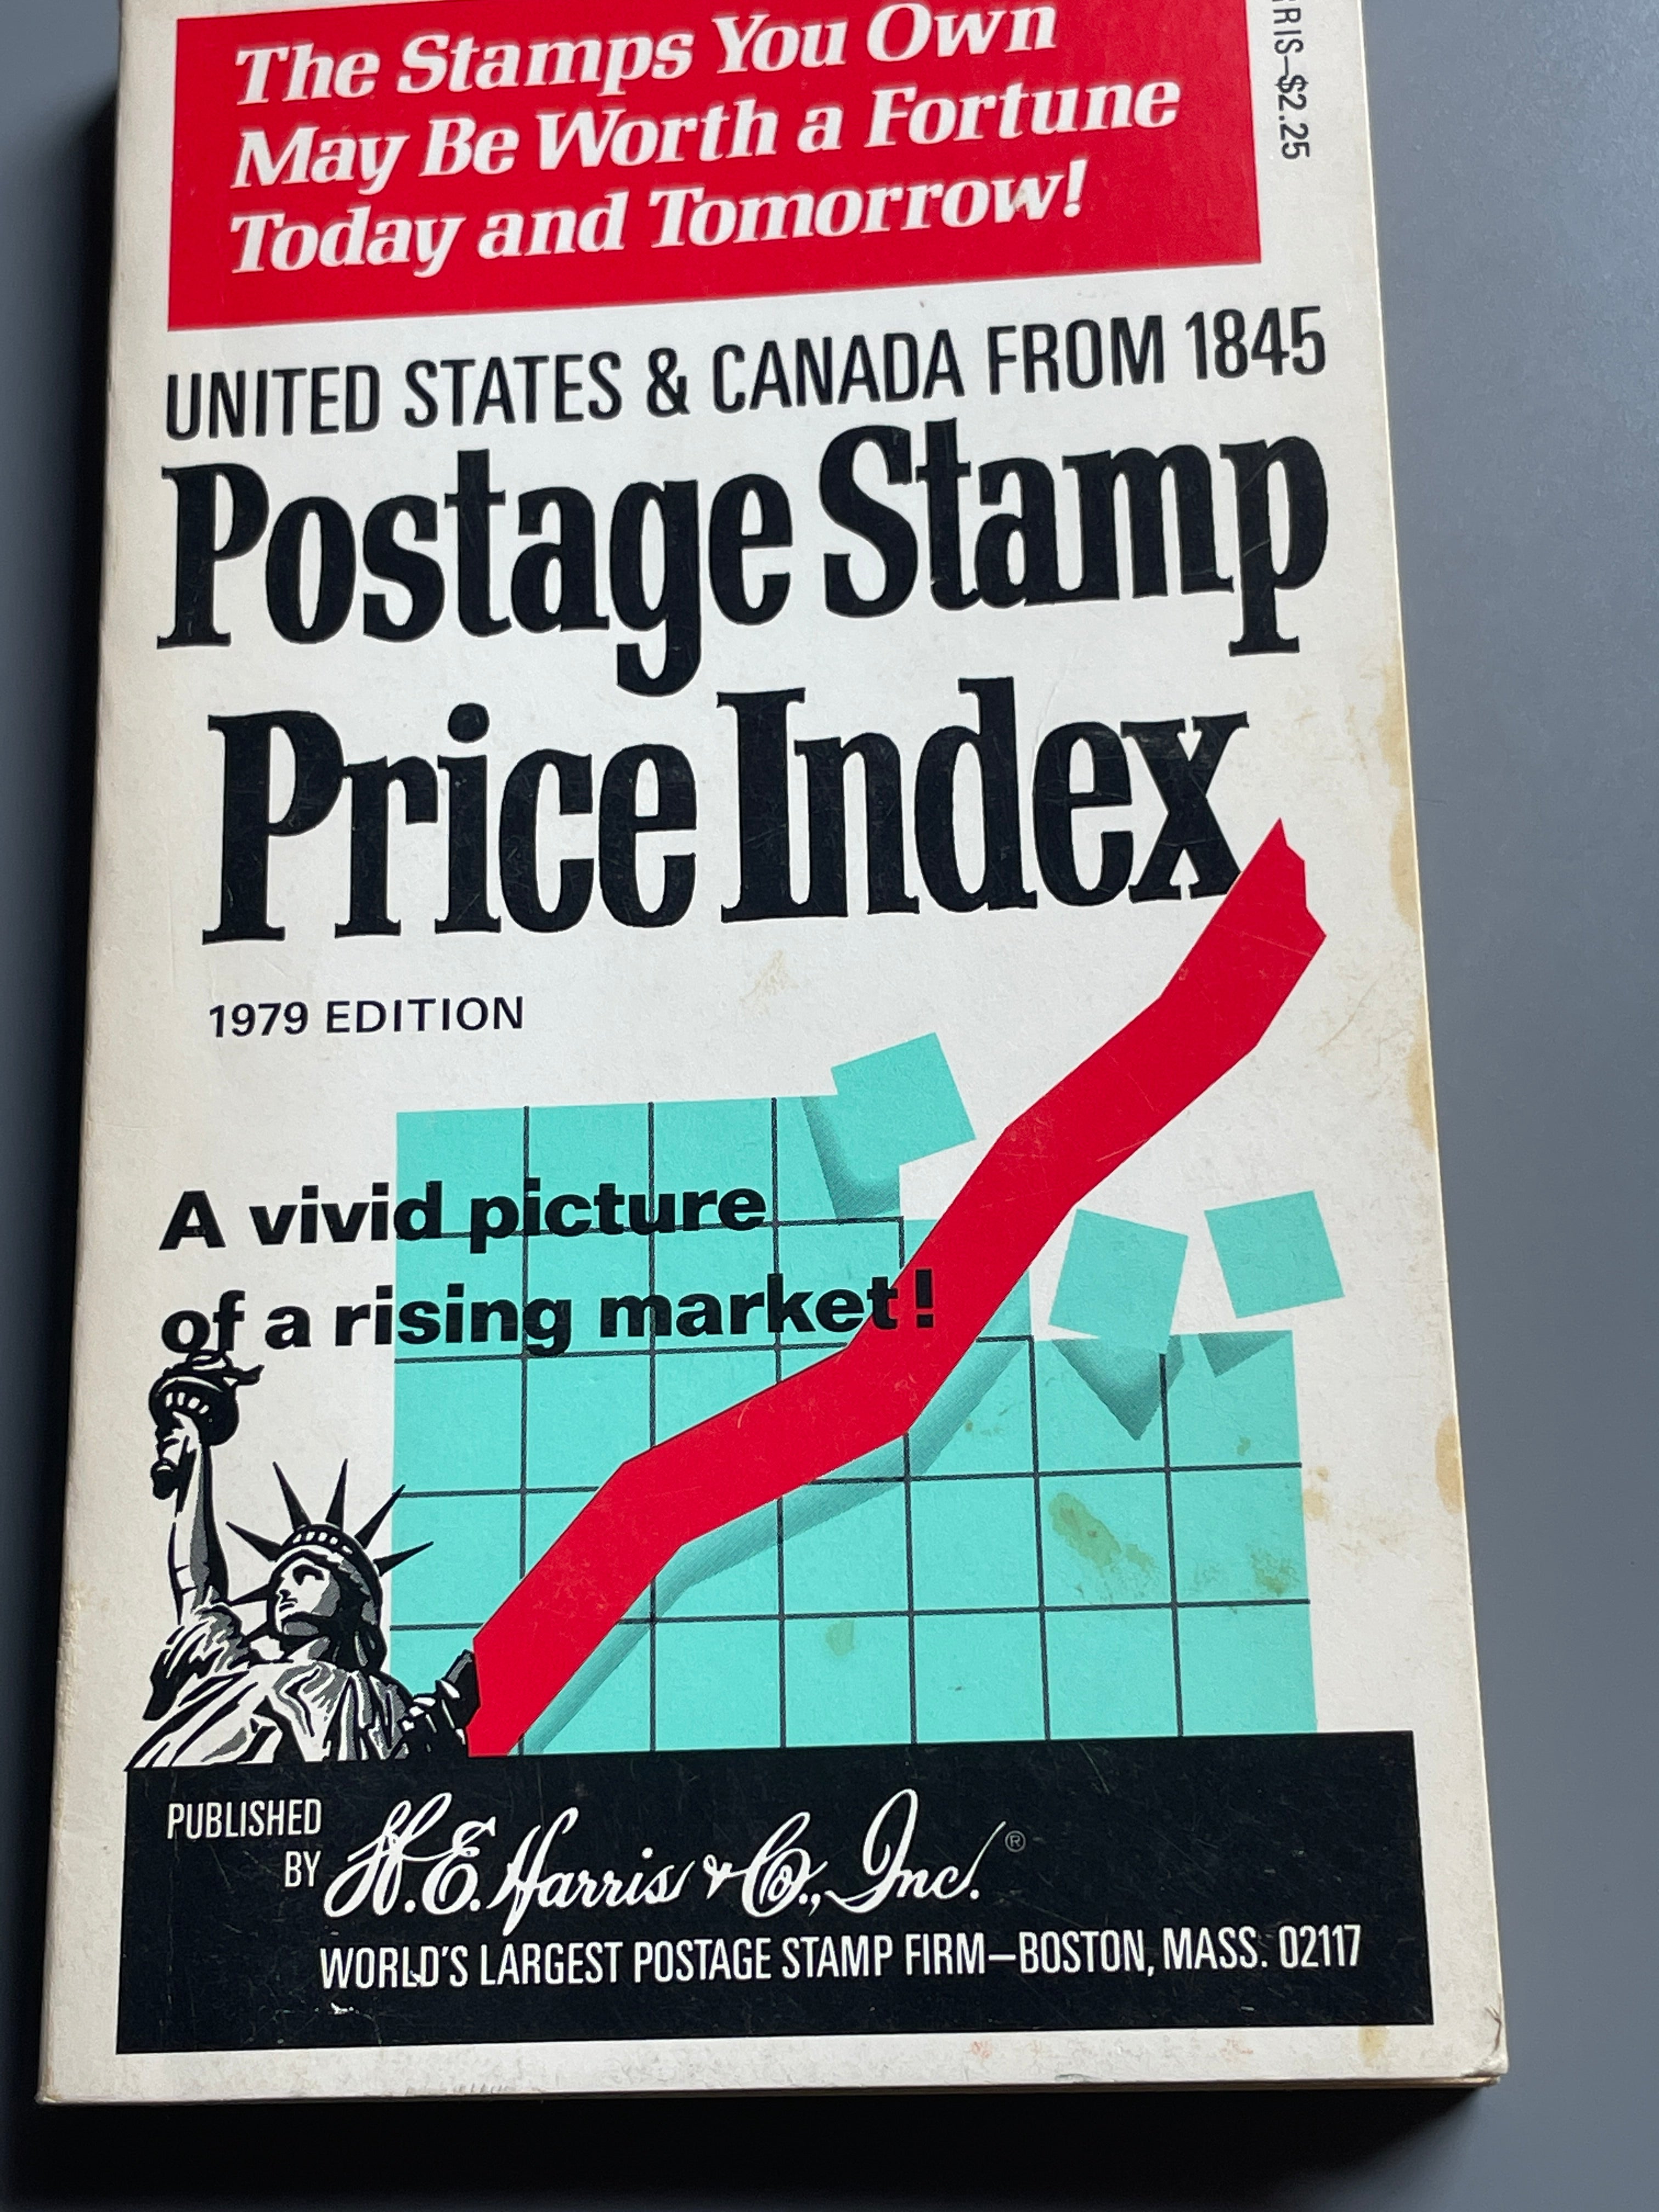 The Stamps You Own
May Be Worth a Fortune
Today and Tomorrow!
$2.25
UNITED STATES & CANADA FROM 1845
Postage Stamp
Price Index
1979 EDITION
A vivid picture
of a rising market!
PUBLISHED
BY H.E. Harris & Co., Inc. ®
WORLD'S LARGEST POSTAGE STAMP FIRM–BOSTON, MASS. 02117